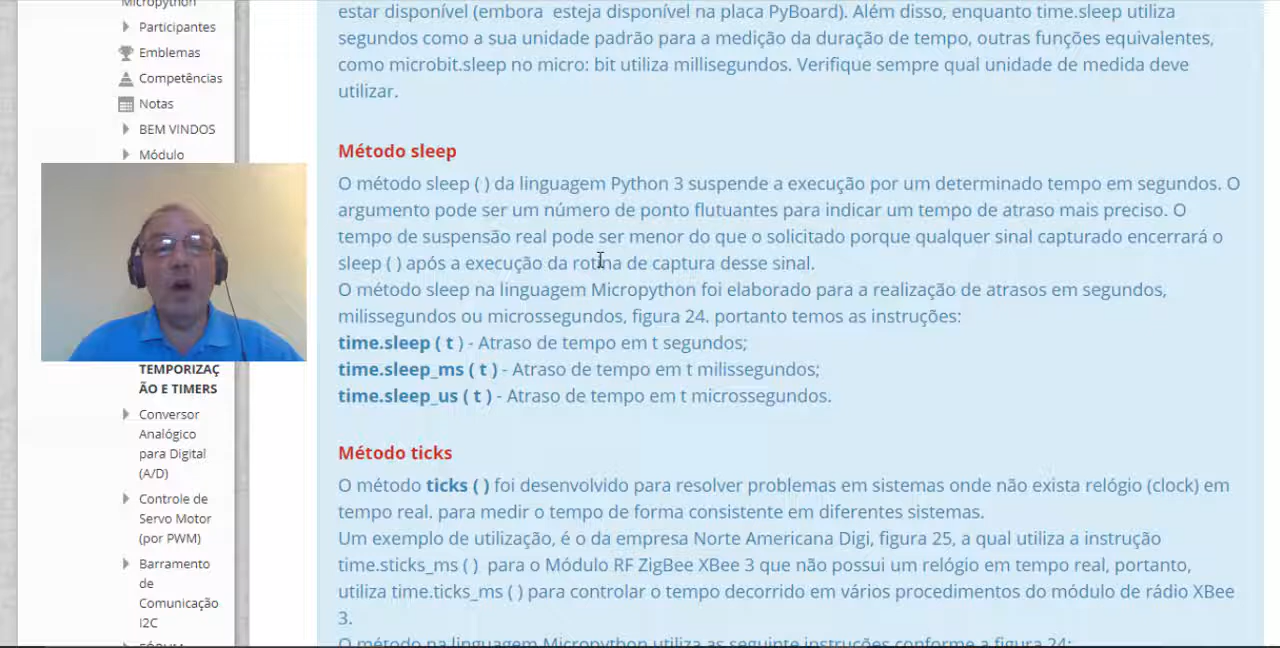 Micropython
Participantes
Emblemas
Competências
Notas
BEM VINDOS
Módulo
TEMPORIZAÇ
ÃO E TIMERS
Conversor
Analógico
para Digital
(A/D)
Controle de
Servo Motor
(por PWM)
Barramento
de
Comunicação
I2C
FÓRUM
estar disponível (embora esteja disponível na placa PyBoard). Além disso, enquanto time.sleep utiliza
segundos como a sua unidade padrão para a medição da duração de tempo, outras funções equivalentes,
como microbit.sleep no micro: bit utiliza millisegundos. Verifique sempre qual unidade de medida deve
utilizar.
Método sleep
O método sleep ( ) da linguagem Python 3 suspende a execução por um determinado tempo em segundos. O
argumento pode ser um número de ponto flutuantes para indicar um tempo de atraso mais preciso. O
tempo de suspensão real pode ser menor do que o solicitado porque qualquer sinal capturado encerrará o
sleep ( ) após a execução da rotina de captura desse sinal.
O método sleep na linguagem Micropython foi elaborado para a realização de atrasos em segundos,
milissegundos ou microssegundos, figura 24. portanto temos as instruções:
time.sleep ( t ) - Atraso de tempo em t segundos;
time.sleep_ms ( t ) - Atraso de tempo em t milissegundos;
time.sleep_us ( t ) - Atraso de tempo em t microssegundos.
Método ticks
O método ticks ( ) foi desenvolvido para resolver problemas em sistemas onde não exista relógio (clock) em
tempo real. para medir o tempo de forma consistente em diferentes sistemas.
Um exemplo de utilização, é o da empresa Norte Americana Digi, figura 25, a qual utiliza a instrução
time.sticks_ms ( ) para o Módulo RF ZigBee XBee 3 que não possui um relógio em tempo real, portanto,
utiliza time.ticks_ms ( ) para controlar o tempo decorrido em vários procedimentos do módulo de rádio XBee
3.
O método na linguagem Micropython utiliza as seguinte instruções conforme a figura 24: